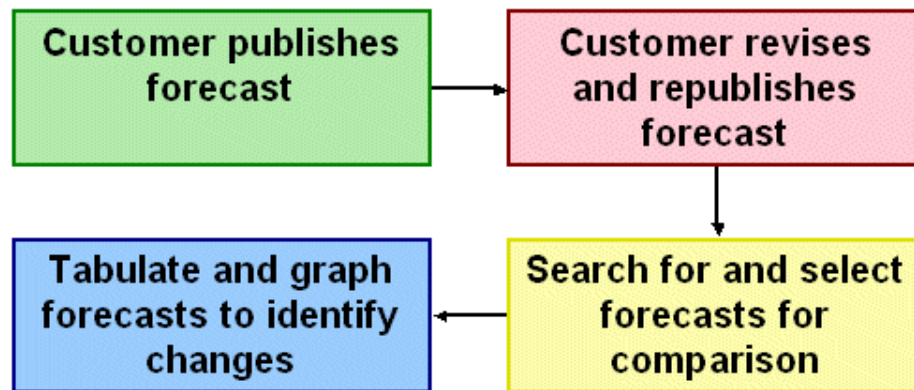 Customer publishes
forecast
Customer revises
and republishes
forecast
Search for and select
forecasts for
comparison
Tabulate and graph
forecasts to identify
changes